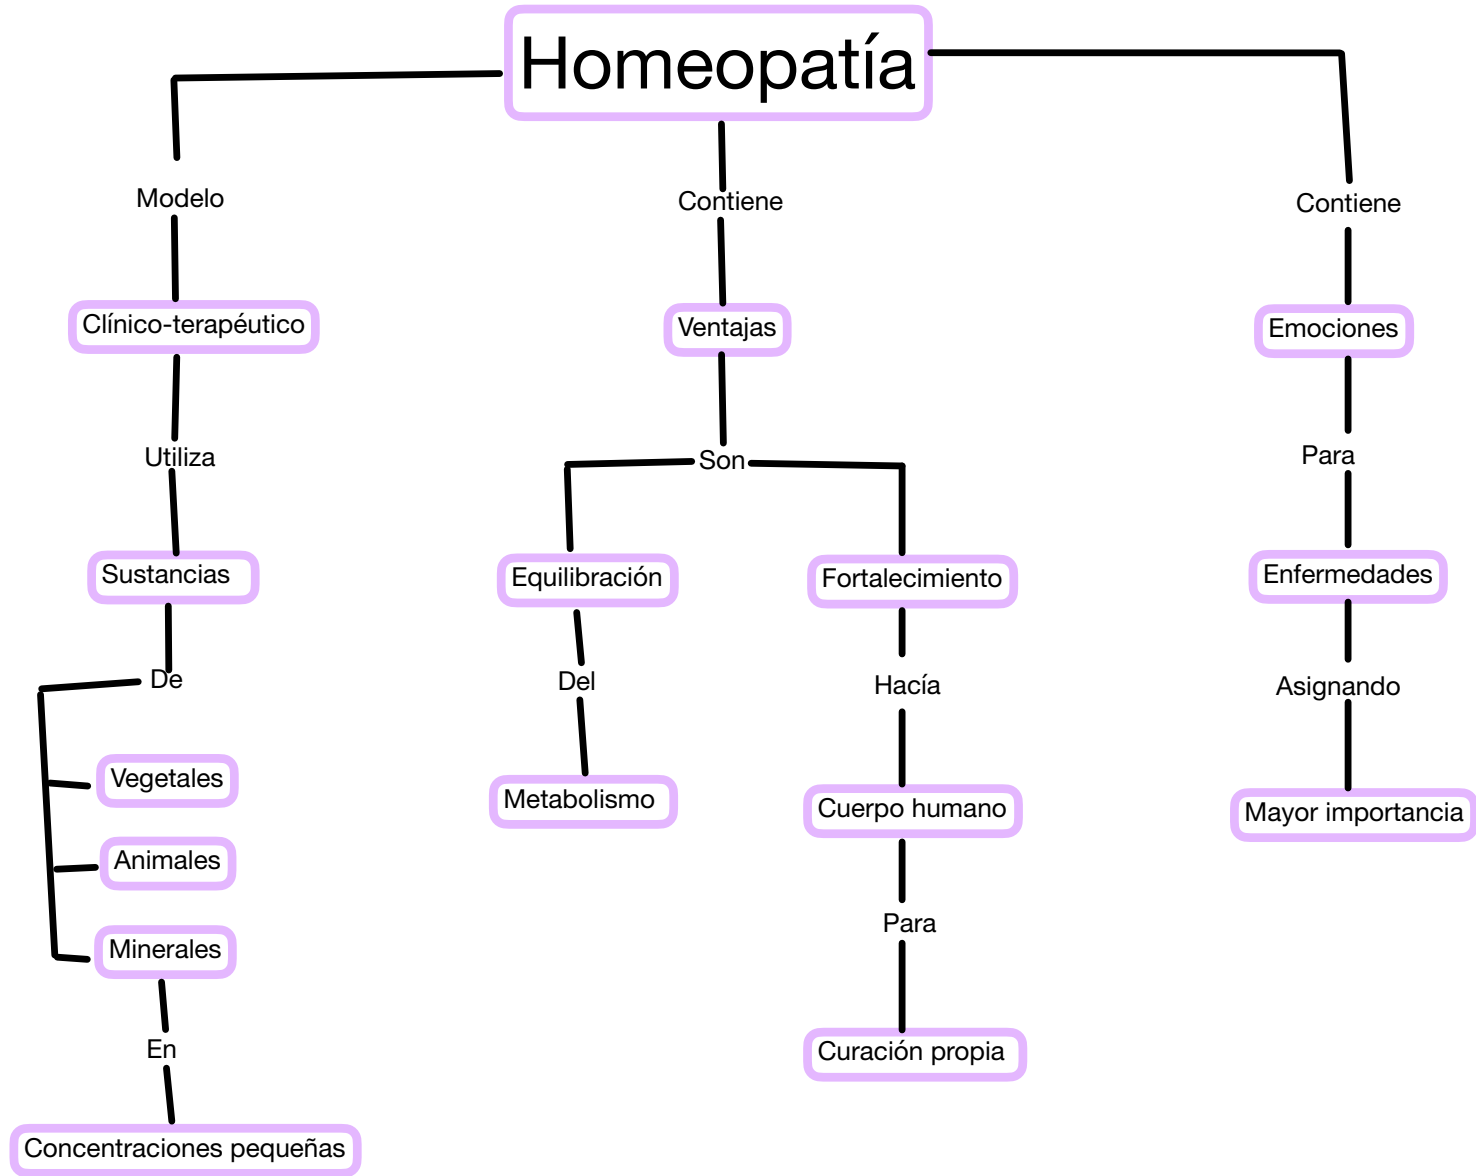 Homeopatía
Modelo
Clínico-terapéutico
Utiliza
Sustancias
De
Vegetales
Animales
Minerales
En
Concentraciones pequeñas
Contiene
Ventajas
Son
Equilibración
Del
Metabolismo
Fortalecimiento
Hacía
Cuerpo humano
Para
Curación propia
Contiene
Emociones
Para
Enfermedades
Asignando
Mayor importancia